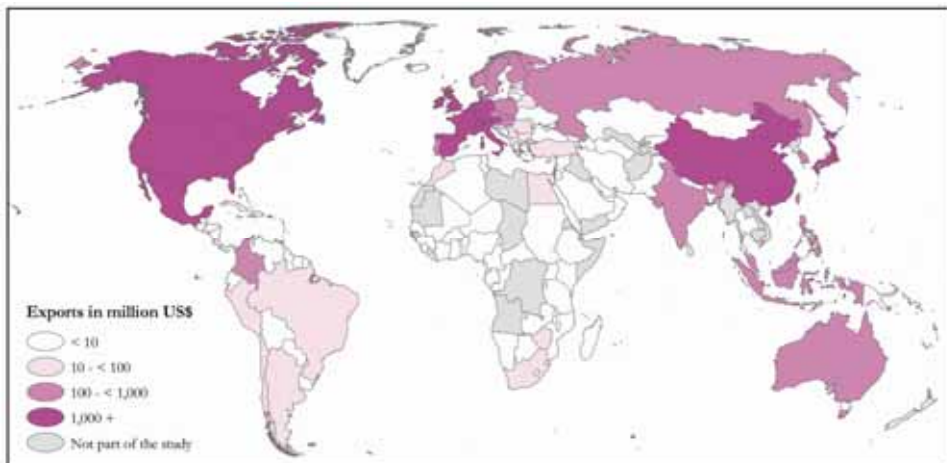 Exports in million US$
< 10
10 - < 100
100 - < 1,000
1,000 +
Not part of the study